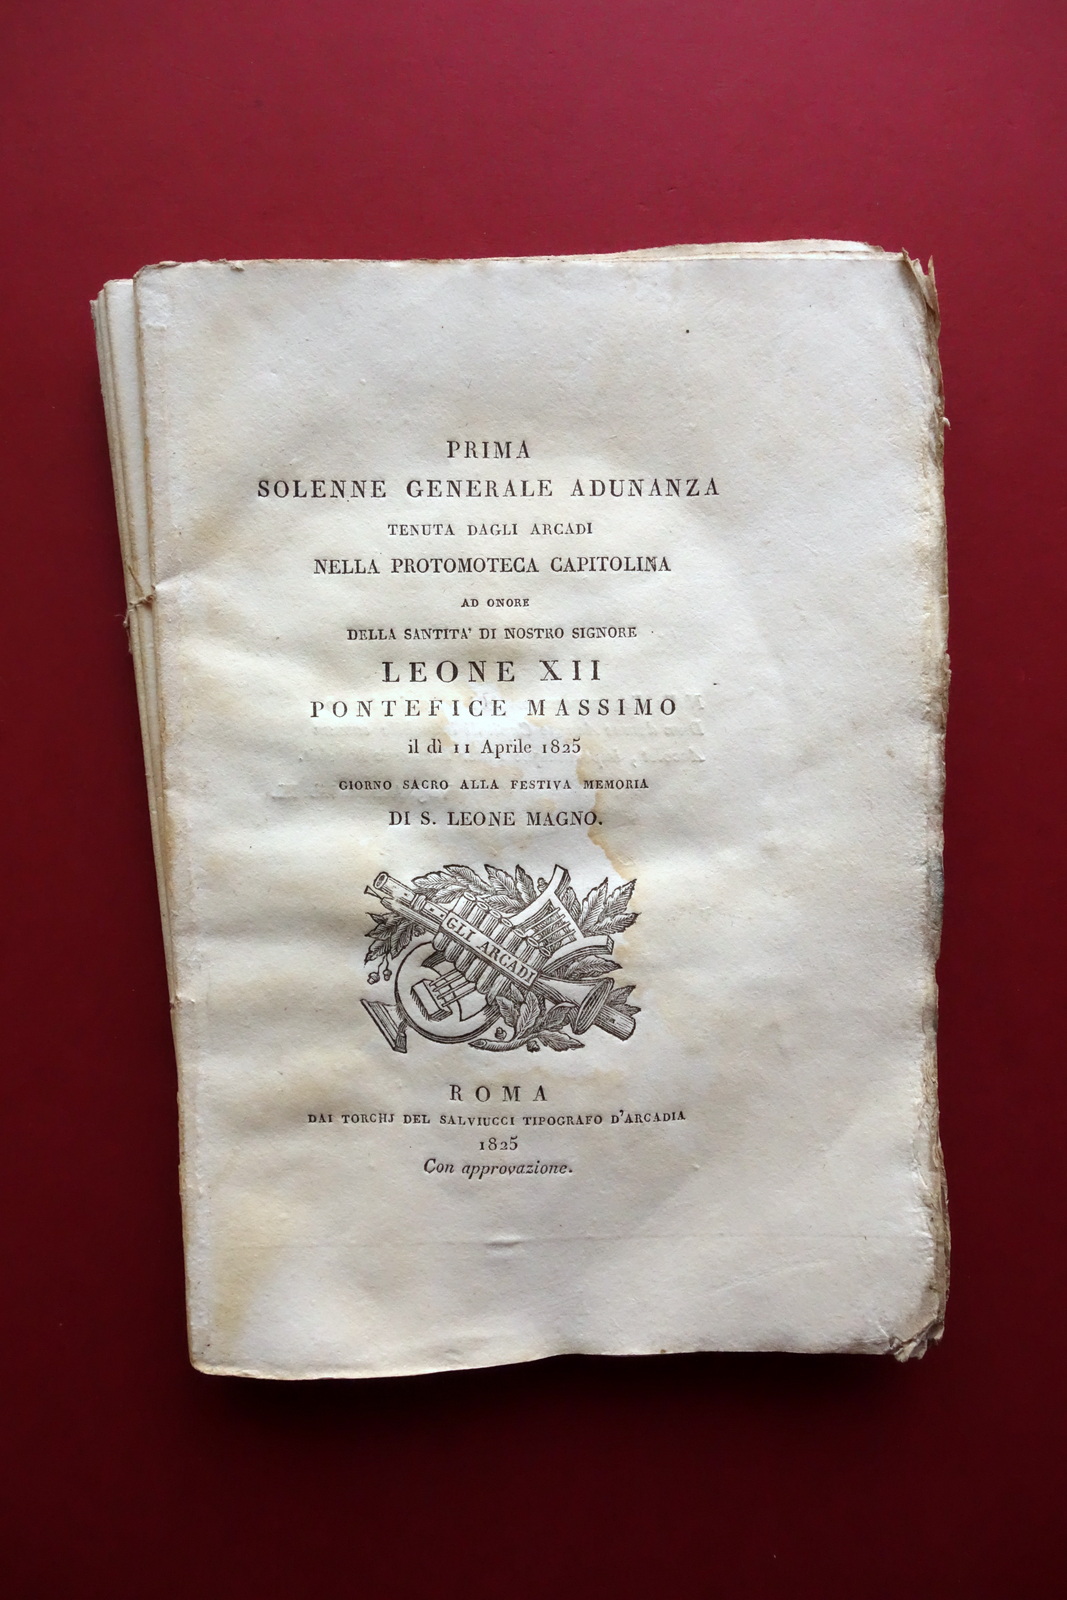 PRIMA
SOLENNE GENERALE ADUNANZA
TENUTA DAGLI ARCADI
NELLA PROTOMOTECA CAPITOLINA
AD ONORE
DELLA SANTITA' DI NOSTRO SIGNORE
LEONE XII
PONTEFICE MASSIMO
il dì 11 Aprile 1825
GIORNO SACRO ALLA FESTIVA MEMORIA
DI S. LEONE MAGNO.
GLI ARCADI
ROMA
DAI TORCHJ DEL SALVIUCCI TIPOGRAFO D'ARCADIA
1825
Con approvazione.